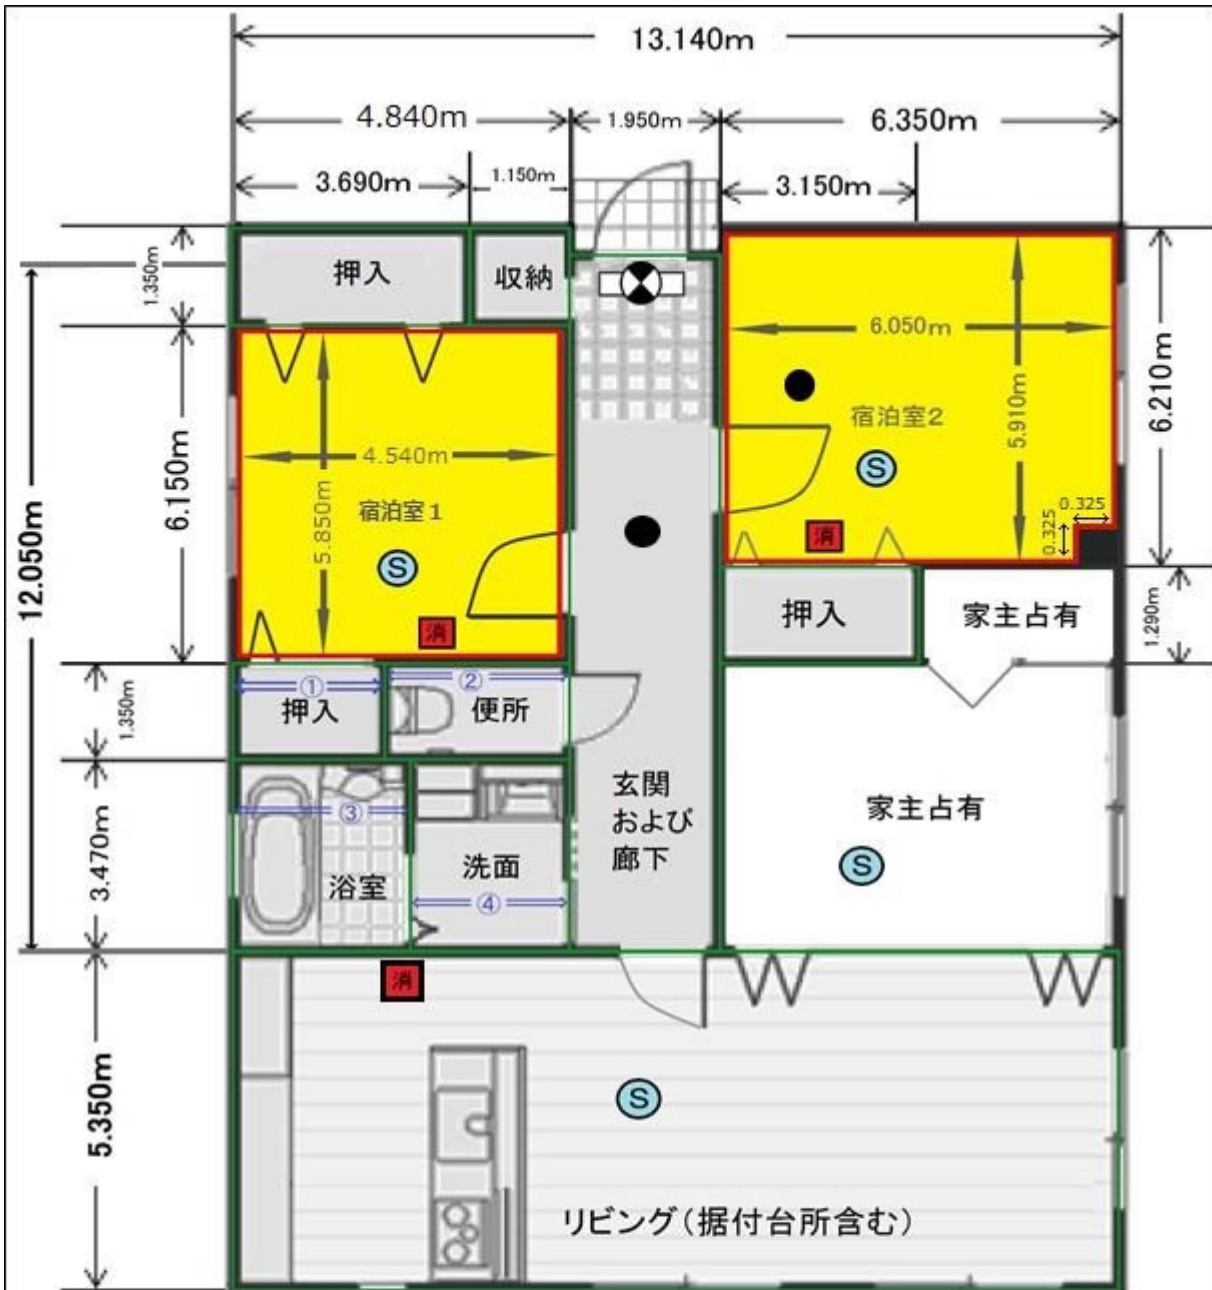 13.140m
4.840m
1.950m
6.350m
3.690m
1.150m
3.150m
1.350m
押入
収納
6.050m
5.910m
宿泊室2
6.210m
12.050m
6.150m
4.540m
5.850m
宿泊室1
S
S
消
消
0.325
0.325
押入
家主占有
1.290m
1.350m
①
押入
②
便所
3.470m
③
浴室
洗面
④
玄関
および
廊下
家主占有
S
消
5.350m
S
リビング(据付台所含む)